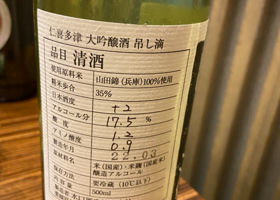 仁喜多津 大吟醸酒 吊し滴
品目 清酒
使用原料米 山田錦(兵庫)100%使用
精米歩合 35%
日本酒度 +2
アルコール分 17.5 %
酸度 1.2
アミノ酸度 0.9
製造年月 22.03
原材料名 米(国産)・米麹(国産米)
醸造アルコール
保存方法 要冷蔵(10℃以下)
容量 500ml